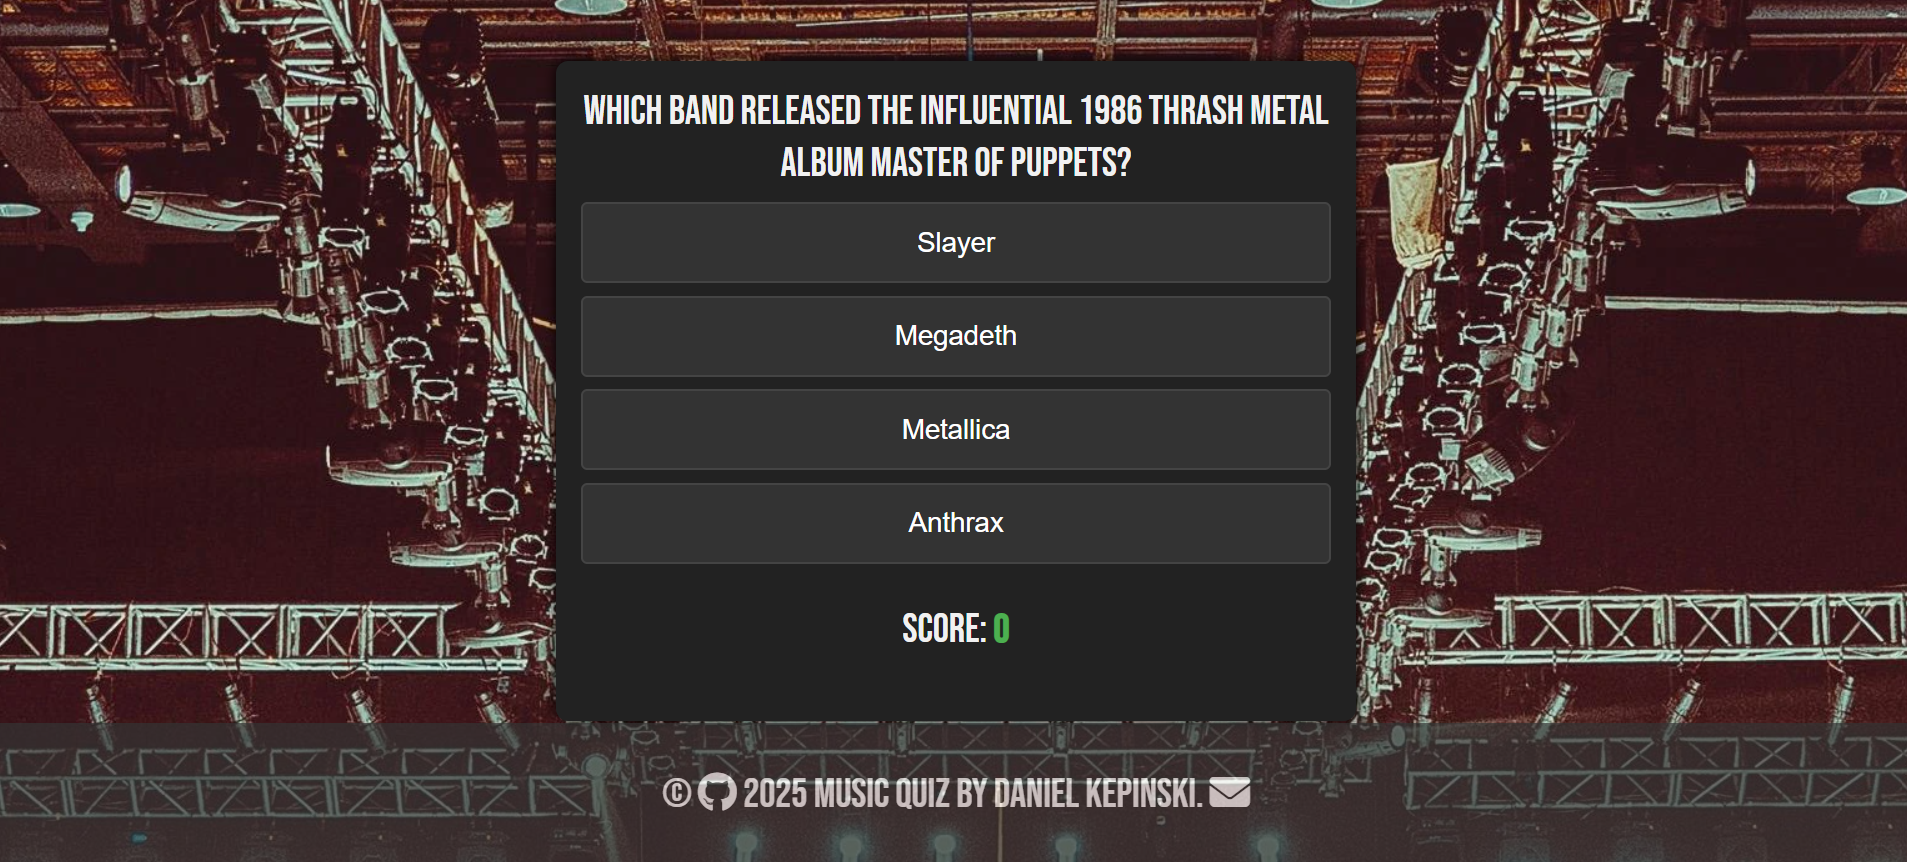 WHICH BAND RELEASED THE INFLUENTIAL 1986 THRASH METAL
ALBUM MASTER OF PUPPETS?
Slayer
Megadeth
Metallica
Anthrax
SCORE: 0
© 2025 MUSIC QUIZ BY DANIEL KEPINSKI.